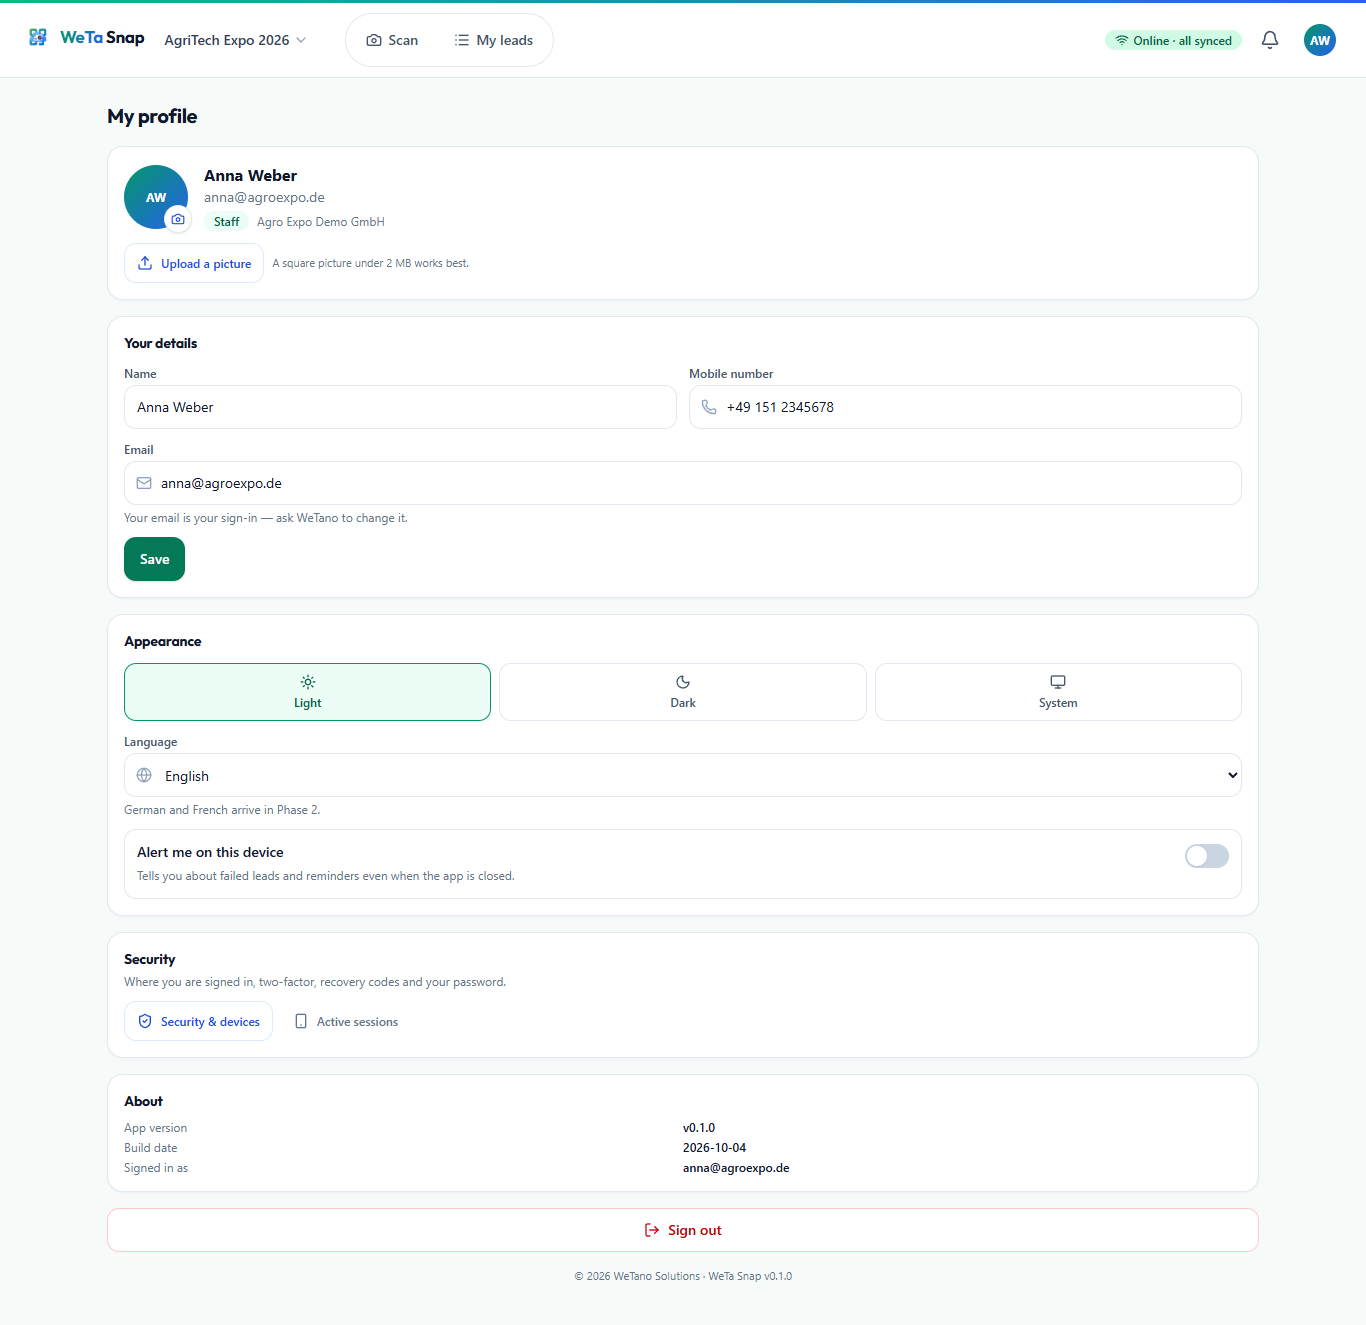 WeTa Snap
AgriTech Expo 2026
Scan
My leads
Online · all synced
AW
My profile
AW
Anna Weber
anna@agroexpo.de
Staff
Agro Expo Demo GmbH
Upload a picture
A square picture under 2 MB works best.
Your details
Name
Mobile number
Anna Weber
+49 151 2345678
Email
anna@agroexpo.de
Your email is your sign-in — ask WeTano to change it.
Save
Appearance
Light
Dark
System
Language
English
German and French arrive in Phase 2.
Alert me on this device
Tells you about failed leads and reminders even when the app is closed.
Security
Where you are signed in, two-factor, recovery codes and your password.
Security & devices
Active sessions
About
App version v0.1.0
Build date 2026-10-04
Signed in as anna@agroexpo.de
Sign out
© 2026 WeTano Solutions · WeTa Snap v0.1.0